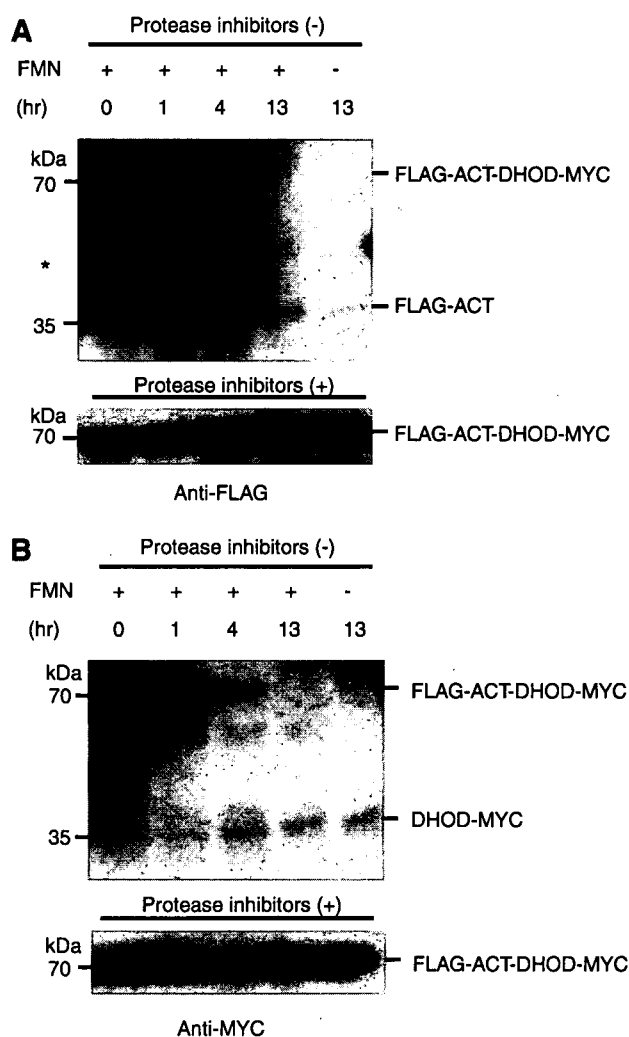 A
Protease inhibitors (-)
FMN + + + + -
(hr) 0 1 4 13 13
kDa
70
FLAG-ACT-DHOD-MYC
*
FLAG-ACT
35
Protease inhibitors (+)
kDa
70
FLAG-ACT-DHOD-MYC
Anti-FLAG
B
Protease inhibitors (-)
FMN + + + + -
(hr) 0 1 4 13 13
kDa
70
FLAG-ACT-DHOD-MYC
DHOD-MYC
35
Protease inhibitors (+)
kDa
70
FLAG-ACT-DHOD-MYC
Anti-MYC